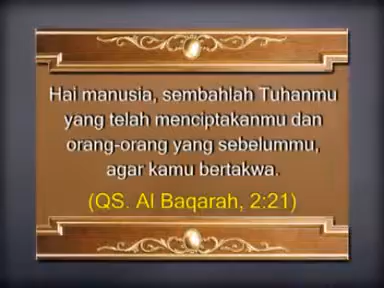 Hai manusia, sembahlah Tuhanmu
yang telah menciptakanmu dan
orang-orang yang sebelummu,
agar kamu bertakwa.
(QS. Al Baqarah, 2:21)